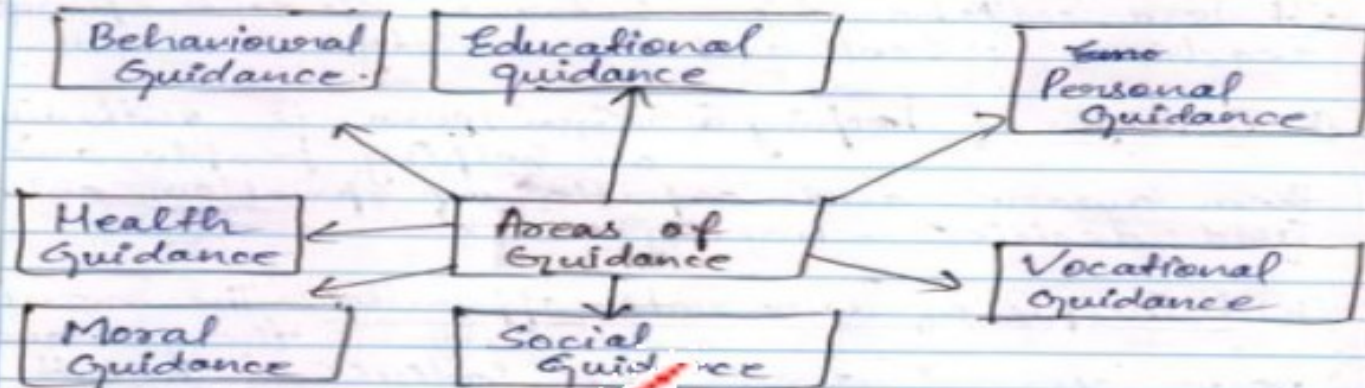 Behavioural
Guidance.
Educational
guidance
Personal
Guidance
Health
Guidance
Areas of
Guidance
Vocational
Guidance
Moral
Guidance
Social